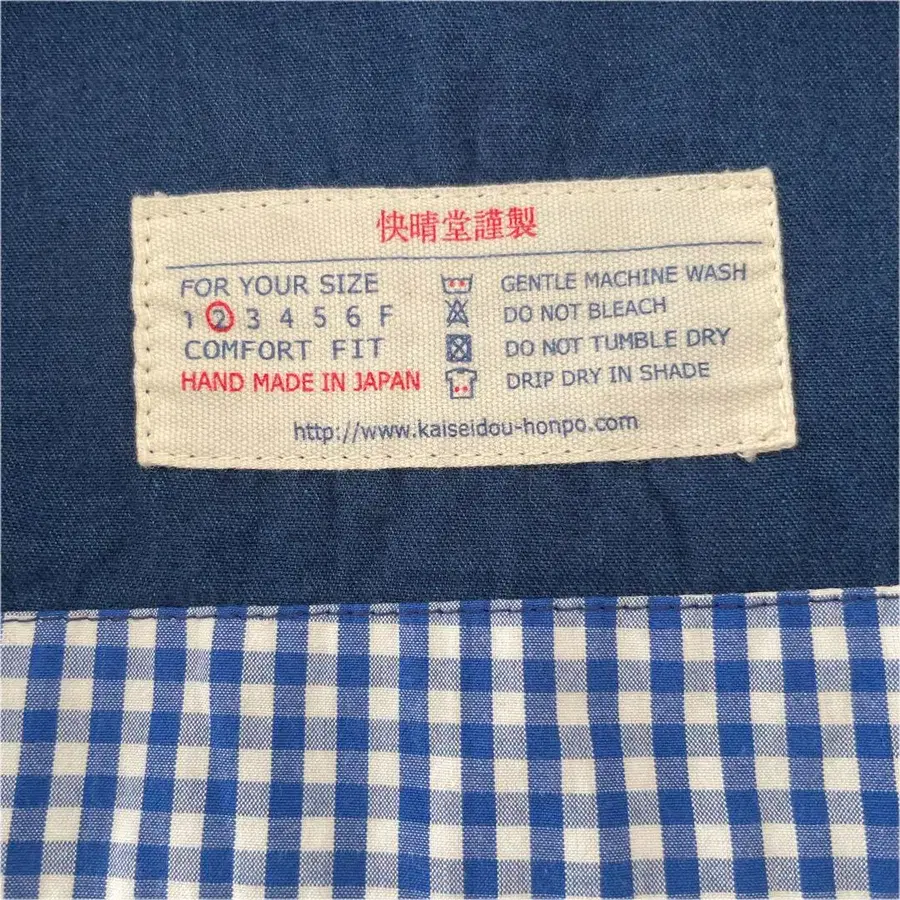 快晴堂謹製
FOR YOUR SIZE
1 2 3 4 5 6 F
COMFORT FIT
HAND MADE IN JAPAN
GENTLE MACHINE WASH
DO NOT BLEACH
DO NOT TUMBLE DRY
DRIP DRY IN SHADE
http://www.kaiseidou-honpo.com